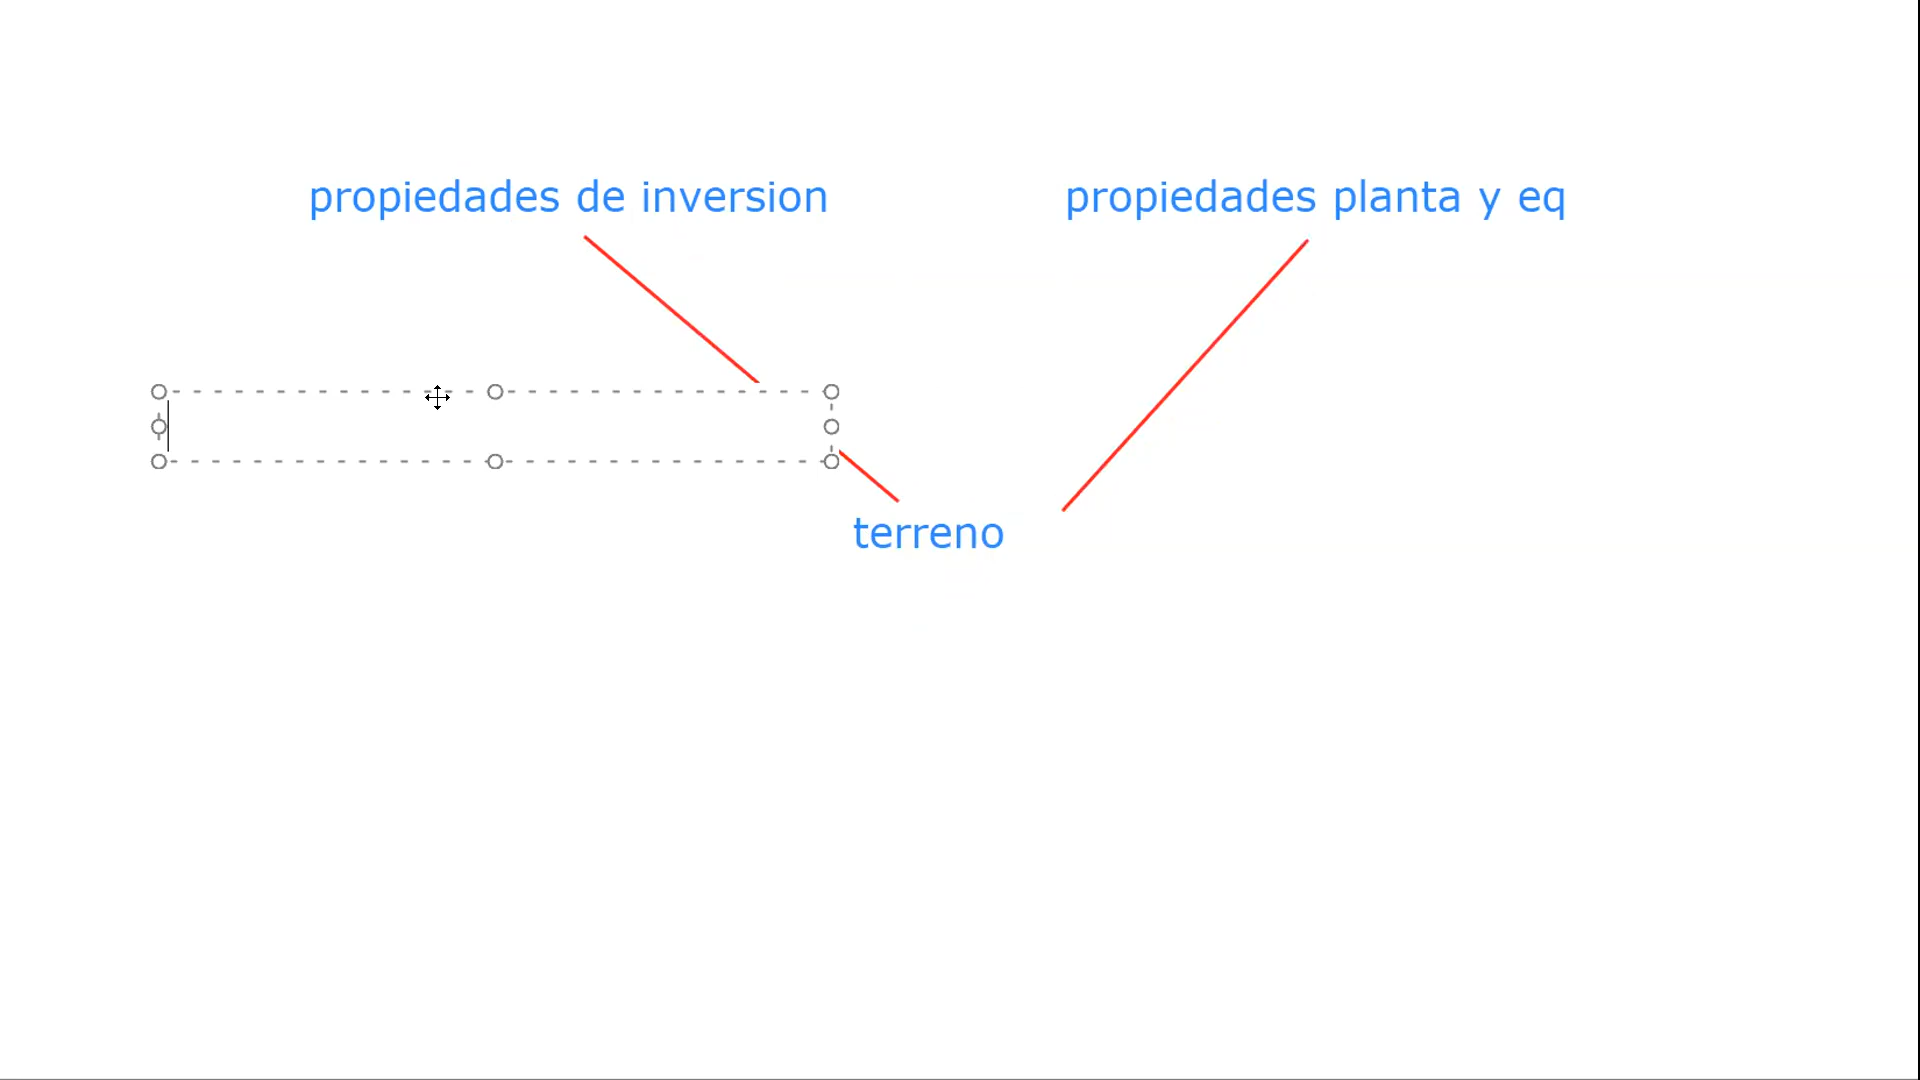 propiedades de inversion
propiedades planta y eq
terreno